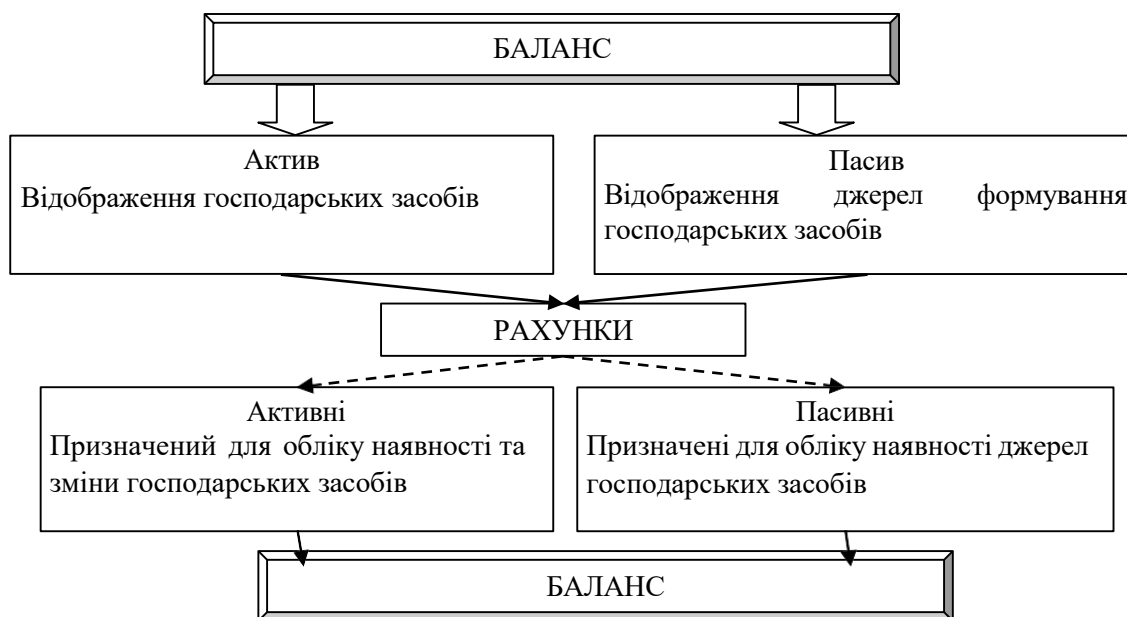 БАЛАНС
Актив
Відображення господарських засобів
Пасив
Відображення джерел формування
господарських засобів
РАХУНКИ
Активні
Призначений для обліку наявності та
зміни господарських засобів
Пасивні
Призначені для обліку наявності джерел
господарських засобів
БАЛАНС